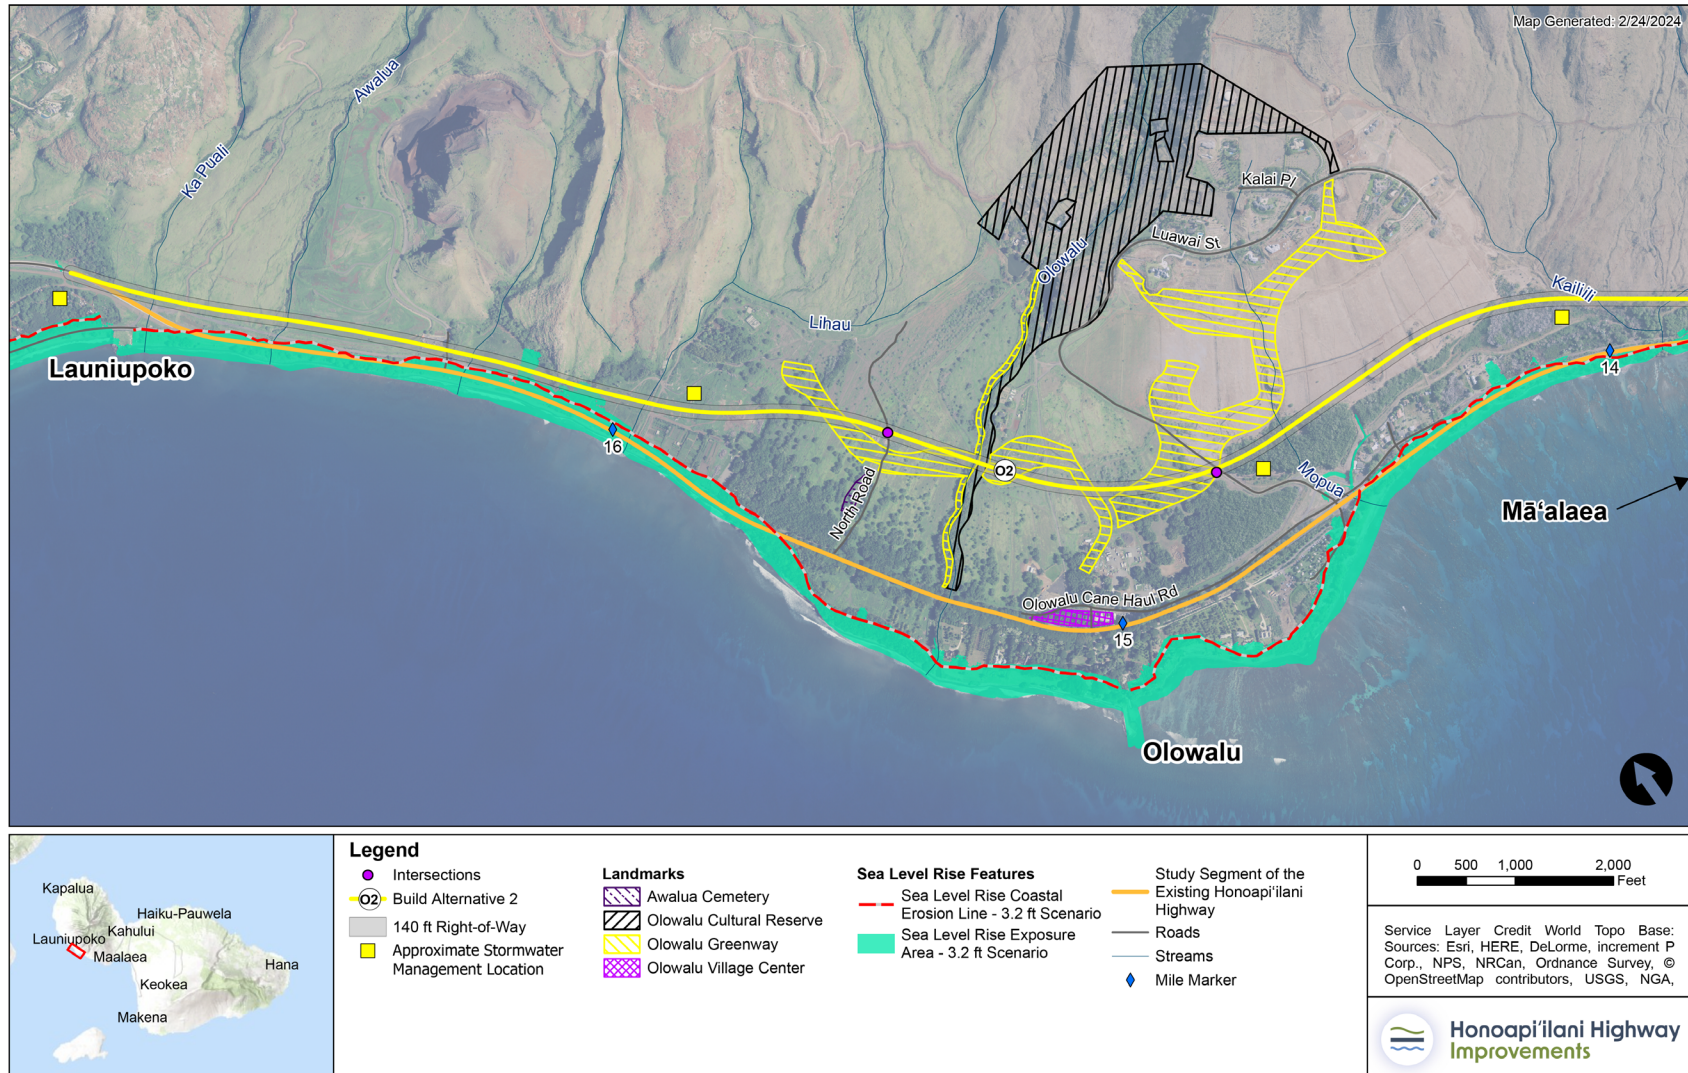 Map Generated: 2/24/2024
Awalua
Ka Puali
Kalai Pl
Luawai St
Olowalu
Kailiili
Lihau
Launiupoko
14
16
O2
Mopua
North Road
Mā‘alaea
Olowalu Cane Haul Rd
15
Olowalu
Kapalua
Haiku-Pauwela
Kahului
Launiupoko
Maalaea
Hana
Keokea
Makena
Legend
Intersections
O2 Build Alternative 2
140 ft Right-of-Way
Approximate Stormwater
Management Location
Landmarks
Awalua Cemetery
Olowalu Cultural Reserve
Olowalu Greenway
Olowalu Village Center
Sea Level Rise Features
Sea Level Rise Coastal
Erosion Line - 3.2 ft Scenario
Sea Level Rise Exposure
Area - 3.2 ft Scenario
Study Segment of the
Existing Honoapi‘ilani
Highway
Roads
Streams
Mile Marker
0 500 1,000 2,000
Feet
Service Layer Credit World Topo Base:
Sources: Esri, HERE, DeLorme, increment P
Corp., NPS, NRCan, Ordnance Survey, ©
OpenStreetMap contributors, USGS, NGA,
Honoapi‘ilani Highway
Improvements